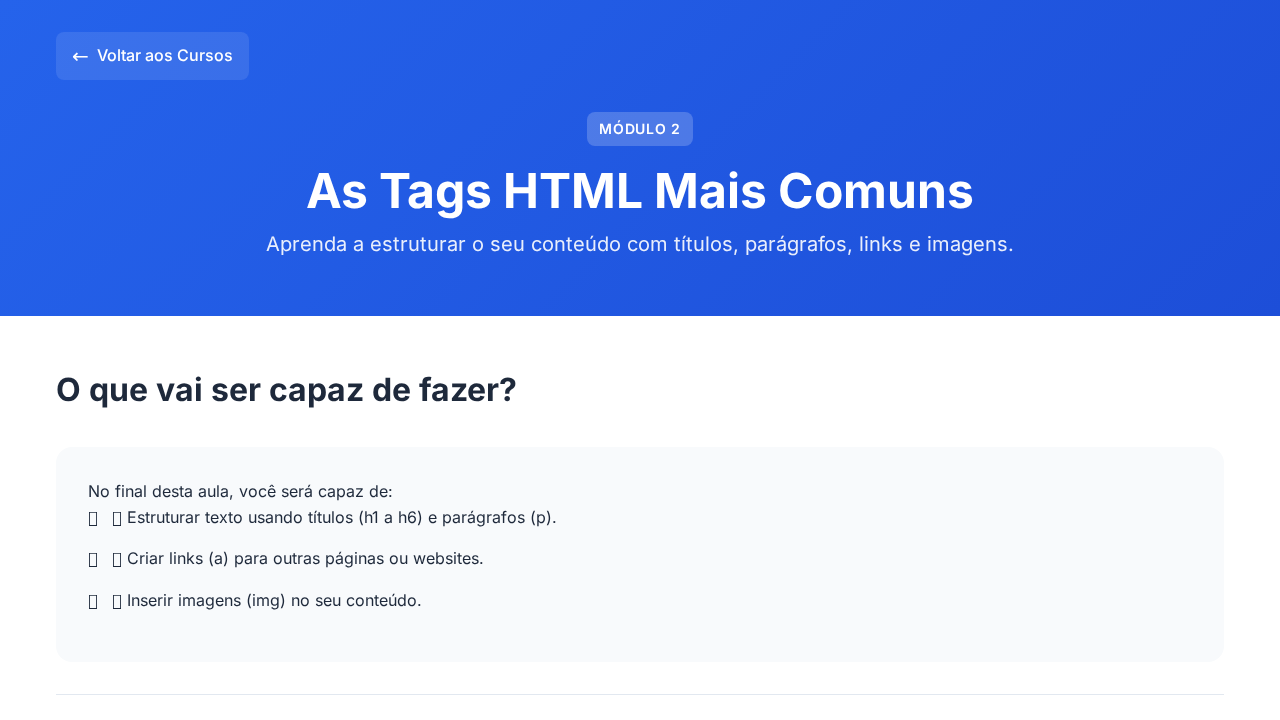 ← Voltar aos Cursos
MÓDULO 2
As Tags HTML Mais Comuns
Aprenda a estruturar o seu conteúdo com títulos, parágrafos, links e imagens.
O que vai ser capaz de fazer?
No final desta aula, você será capaz de:
Estruturar texto usando títulos (h1 a h6) e parágrafos (p).
Criar links (a) para outras páginas ou websites.
Inserir imagens (img) no seu conteúdo.